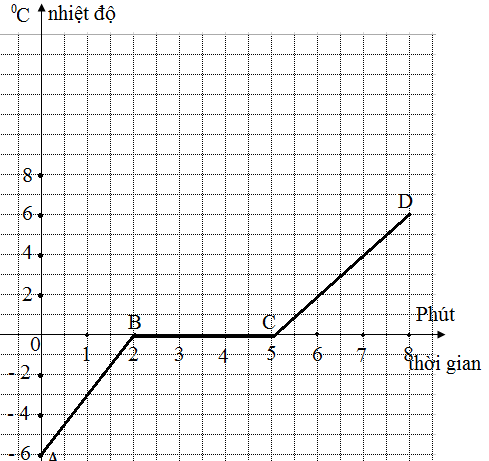 ⁰C nhiệt độ
8
6
D
4
2
B
C
Phút
0
1 2 3 4 5 6 7 8
thời gian
- 2
- 4
- 6
A